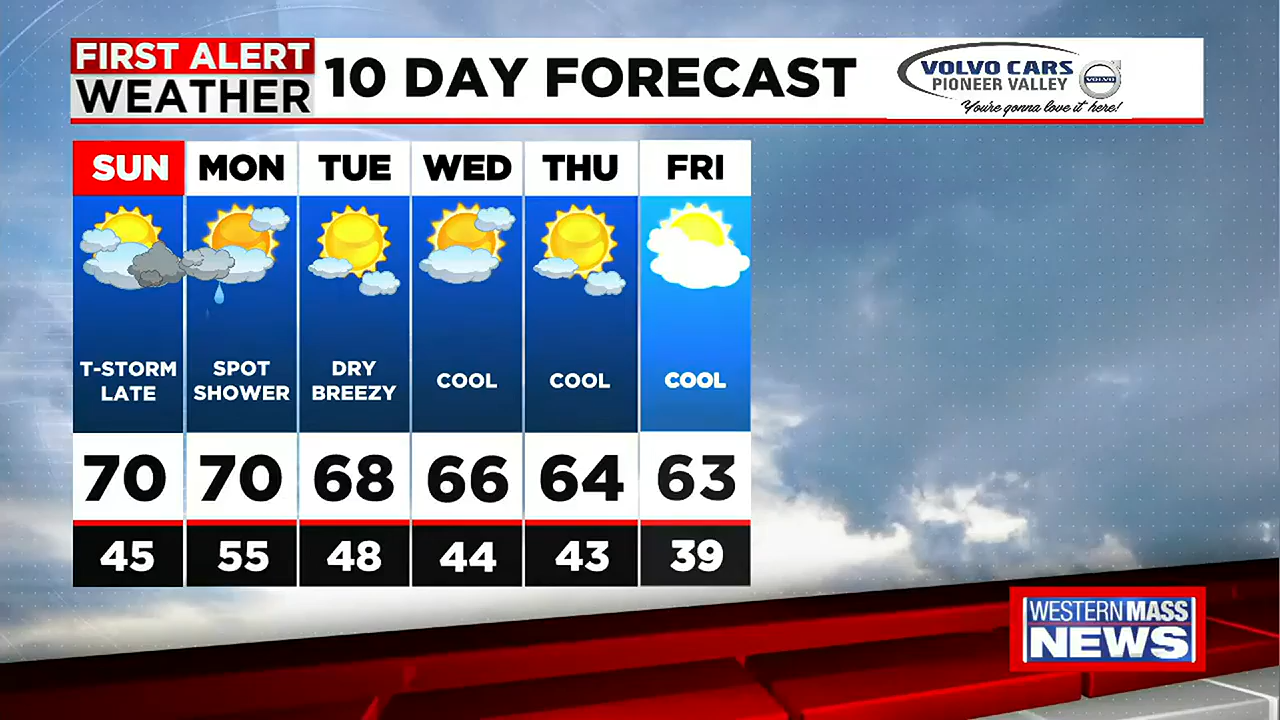 FIRST ALERT
WEATHER
10 DAY FORECAST
VOLVO CARS
PIONEER VALLEY
VOLVO
You're gonna love it here!
SUN MON TUE WED THU FRI
T-STORM LATE
SPOT SHOWER
DRY BREEZY
COOL
COOL
COOL
70 70 68 66 64 63
45 55 48 44 43 39
WESTERN MASS
NEWS